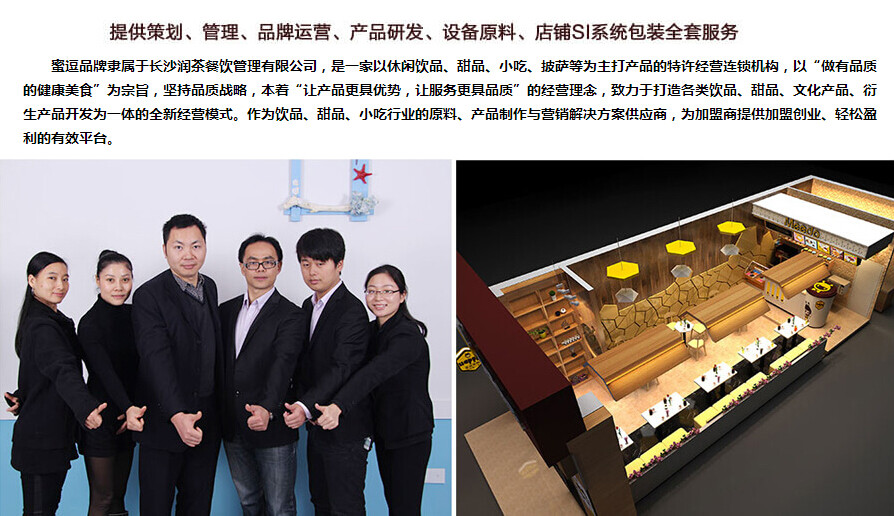 提供策划、管理、品牌运营、产品研发、设备原料、店铺SI系统包装全套服务
蜜逗品牌隶属于长沙润茶餐饮管理有限公司，是一家以休闲饮品、甜品、小吃、披萨等为主打产品的特许经营连锁机构，以“做有品质
的健康美食”为宗旨，坚持品质战略，本着“让产品更具优势，让服务更具品质”的经营理念，致力于打造各类饮品、甜品、文化产品、衍
生产品开发为一体的全新经营模式。作为饮品、甜品、小吃行业的原料、产品制作与营销解决方案供应商，为加盟商提供加盟创业、轻松盈
利的有效平台。